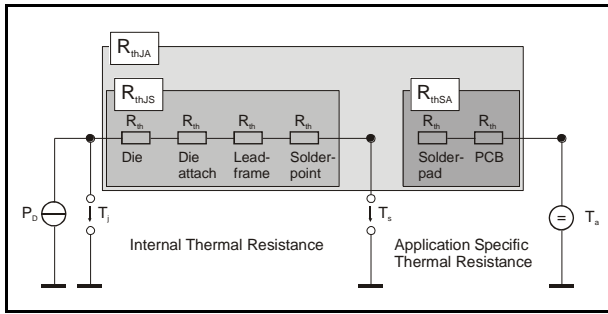 RthJA
RthJS
RthSA
Rth Rth Rth Rth Rth Rth
Die Die attach Lead-frame Solder-point Solder-pad PCB
PD Tj Ts = Ta
Internal Thermal Resistance
Application Specific
Thermal Resistance